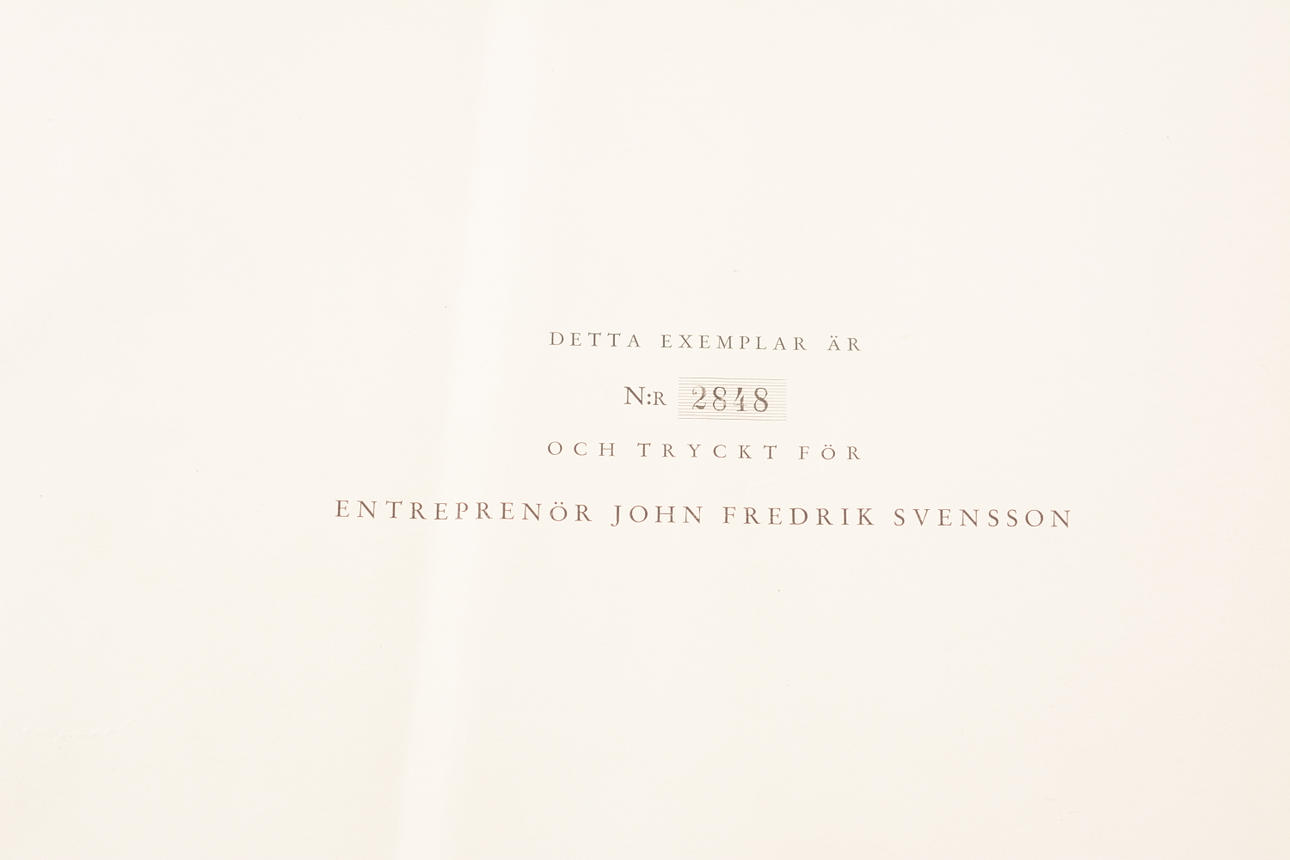 DETTA EXEMPLAR ÄR
N:R 2848
OCH TRYCKT FÖR
ENTREPRENÖR JOHN FREDRIK SVENSSON